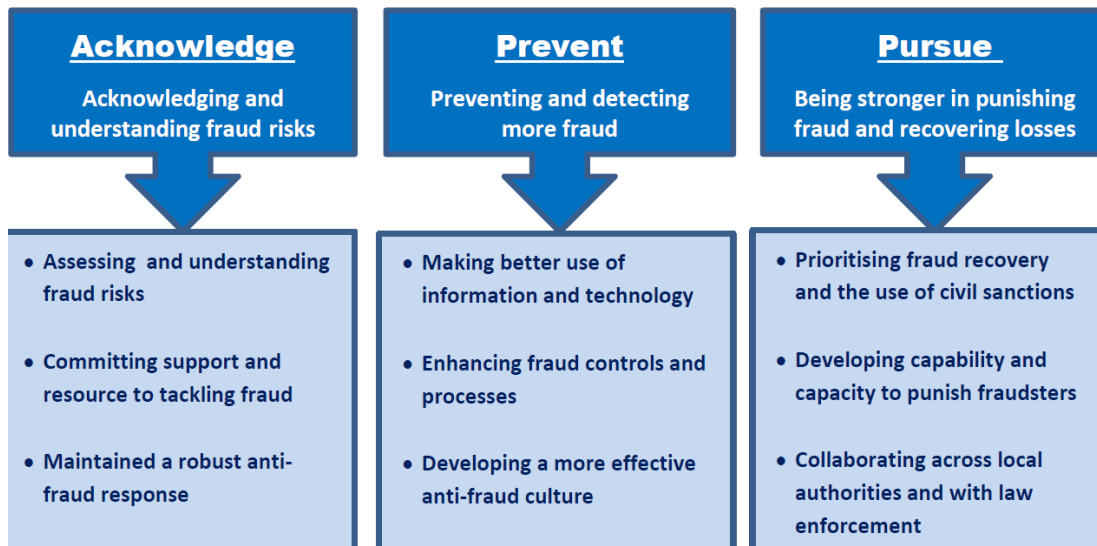 Acknowledge
Acknowledging and
understanding fraud risks
• Assessing and understanding
fraud risks
• Committing support and
resource to tackling fraud
• Maintained a robust anti-
fraud response
Prevent
Preventing and detecting
more fraud
• Making better use of
information and technology
• Enhancing fraud controls and
processes
• Developing a more effective
anti-fraud culture
Pursue
Being stronger in punishing
fraud and recovering losses
• Prioritising fraud recovery
and the use of civil sanctions
• Developing capability and
capacity to punish fraudsters
• Collaborating across local
authorities and with law
enforcement